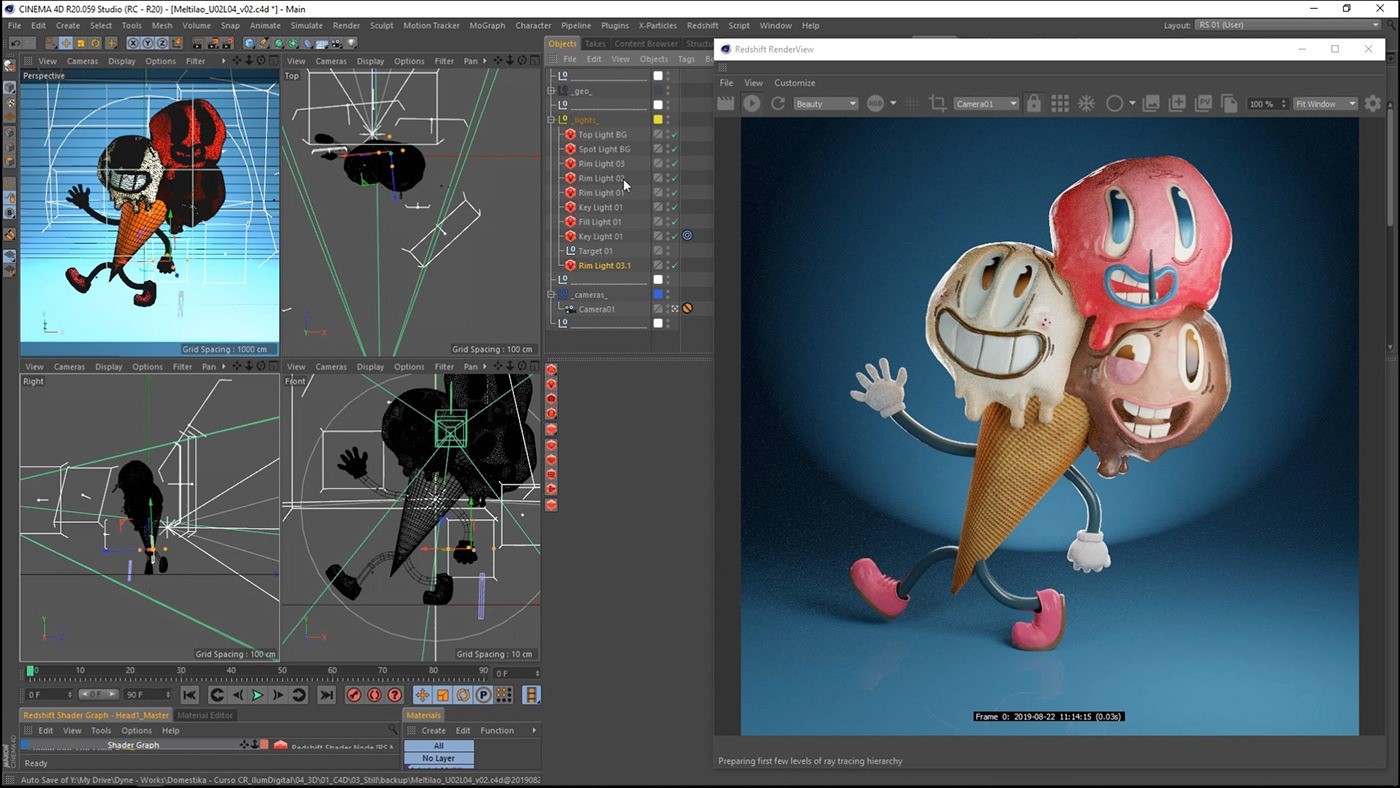 CINEMA 4D R20.059 Studio (RC - R20) - [Meltilao_U02L04_v02.c4d *] - Main
File Edit Create Select Tools Mesh Volume Snap Animate Simulate Render Sculpt Motion Tracker MoGraph Character Pipeline Plugins X-Particles Redshift Script Window Help
Layout: RS 01 (User)
Objects Takes Content Browser
File Edit View Objects Tags
View Cameras Display Options Filter
Perspective
Grid Spacing : 1000 cm
View Cameras Display Options Filter Pan
Top
Grid Spacing : 100 cm
View Cameras Display Options Filter Pan
Right
Grid Spacing : 100 cm
View Cameras Display Options Filter Pan
Front
Grid Spacing : 10 cm
_geo_
_lights_
Top Light BG
Spot Light BG
Rim Light 03
Rim Light 02
Rim Light 01
Key Light 01
Fill Light 01
Key Light 01
Target 01
Rim Light 03.1
_cameras_
Camera01
Redshift RenderView
File View Customize
Beauty
RGB
Camera01
PV
100 %
Fit Window
Frame 0: 2019-08-22 11:14:15 (0.03s)
Preparing first few levels of ray tracing hierarchy
0 10 20 30 40 50 60 70 80 90
0 F
0 F
0 F
90 F
Redshift Shader Graph - Head1_Master
Material Editor
Edit View Tools Options Help
Shader Graph
Materials
Create Edit Function
All
No Layer
Ready
Auto Save of Y:\My Drive\Dyne - Works\Domestika - Curso CR_IlumDigital\04_3D\01_C4D\03_Still\backup\Meltilao_U02L04_v02.c4d@201908